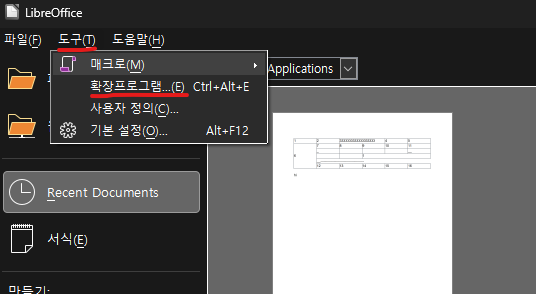 LibreOffice
파일(F) 도구(T) 도움말(H)
매크로(M)
확장프로그램...(E) Ctrl+Alt+E
사용자 정의(C)...
기본 설정(O)... Alt+F12
Applications
Recent Documents
서식(E)
만들기: